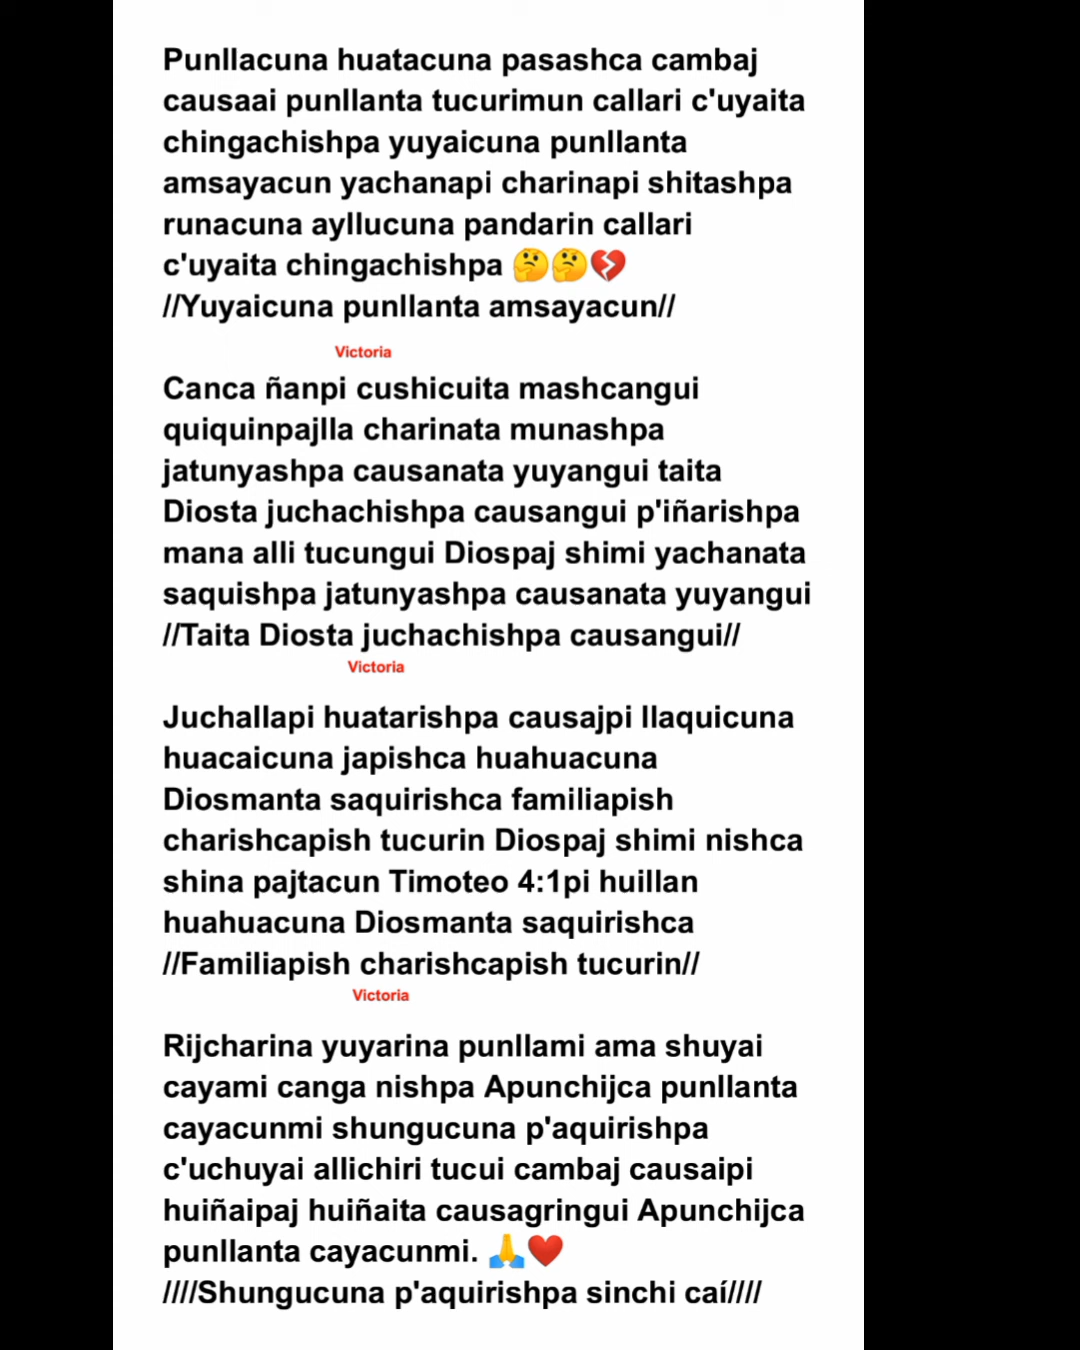 Punllacuna huatacuna pasashca cambaj
causaai punllanta tucurimun callari c'uyaita
chingachishpa yuyaicuna punllanta
amsayacun yachanapi charinapi shitashpa
runacuna ayllucuna pandarin callari
c'uyaita chingachishpa 🤔🤔💔
//Yuyaicuna punllanta amsayacun//
Victoria
Canca ñanpi cushicuita mashcangui
quiquinpajlla charinata munashpa
jatunyashpa causanata yuyangui taita
Diosta juchachishpa causangui p'iñarishpa
mana alli tucungui Diospaj shimi yachanata
saquishpa jatunyashpa causanata yuyangui
//Taita Diosta juchachishpa causangui//
Victoria
Juchallapi huatarishpa causajpi llaquicuna
huacaicuna japishca huahuacuna
Diosmanta saquirishca familiapish
charishcapish tucurin Diospaj shimi nishca
shina pajtacun Timoteo 4:1pi huillan
huahuacuna Diosmanta saquirishca
//Familiapish charishcapish tucurin//
Victoria
Rijcharina yuyarina punllami ama shuyai
cayami canga nishpa Apunchijca punllanta
cayacunmi shungucuna p'aquirishpa
c'uchuyai allichiri tucui cambaj causaipi
huiñaipaj huiñaita causagringui Apunchijca
punllanta cayacunmi. 🙏❤️
////Shungucuna p'aquirishpa sinchi caí////